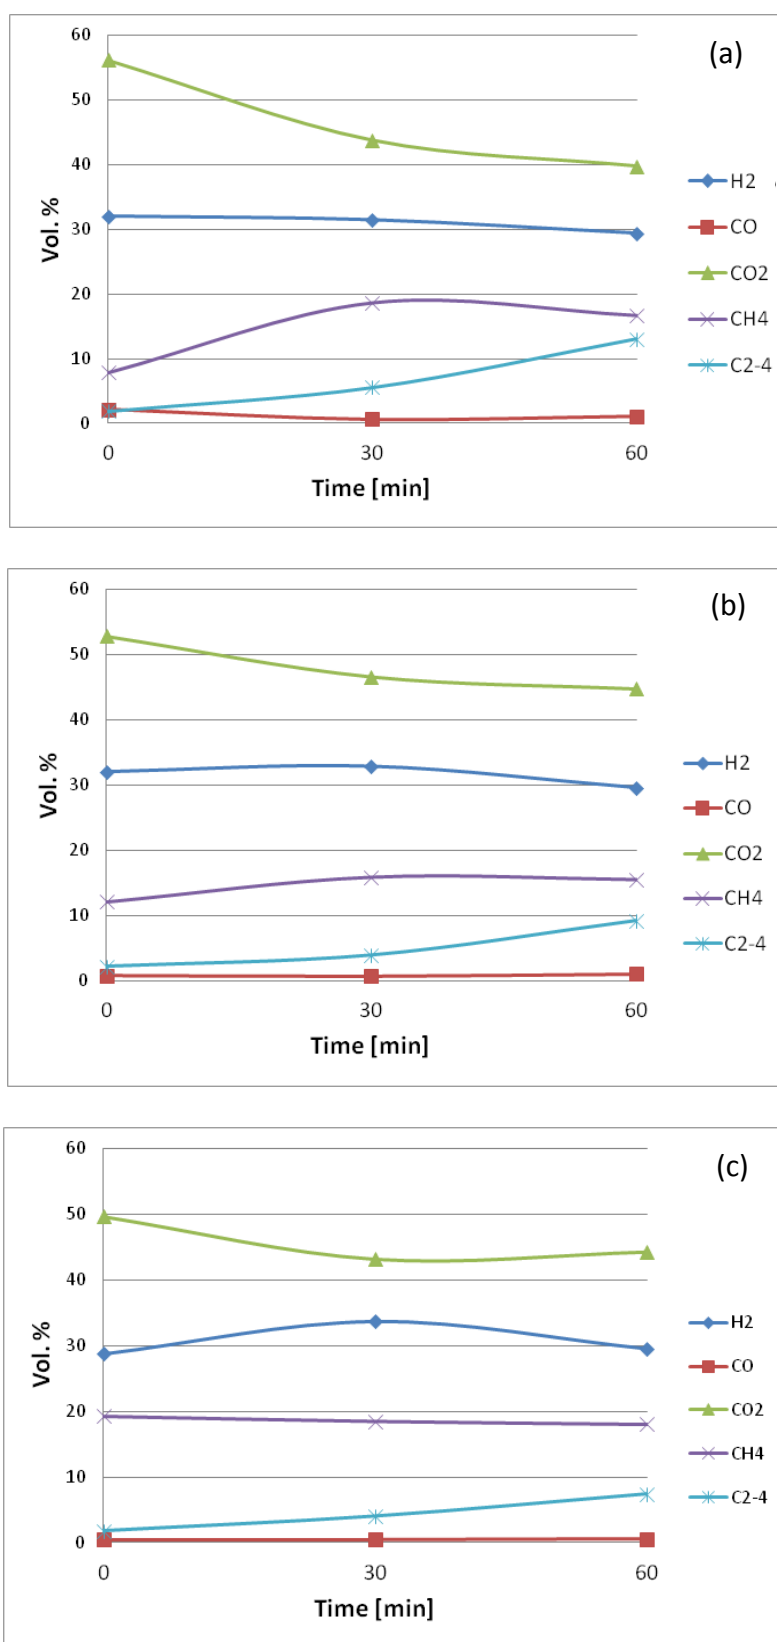 (a)
60
50
40
30
20
10
0
Vol. %
0 30 60
Time [min]
H2
CO
CO2
CH4
C2-4
(b)
60
50
40
30
20
10
0
Vol. %
0 30 60
Time [min]
H2
CO
CO2
CH4
C2-4
(c)
60
50
40
30
20
10
0
Vol. %
0 30 60
Time [min]
H2
CO
CO2
CH4
C2-4